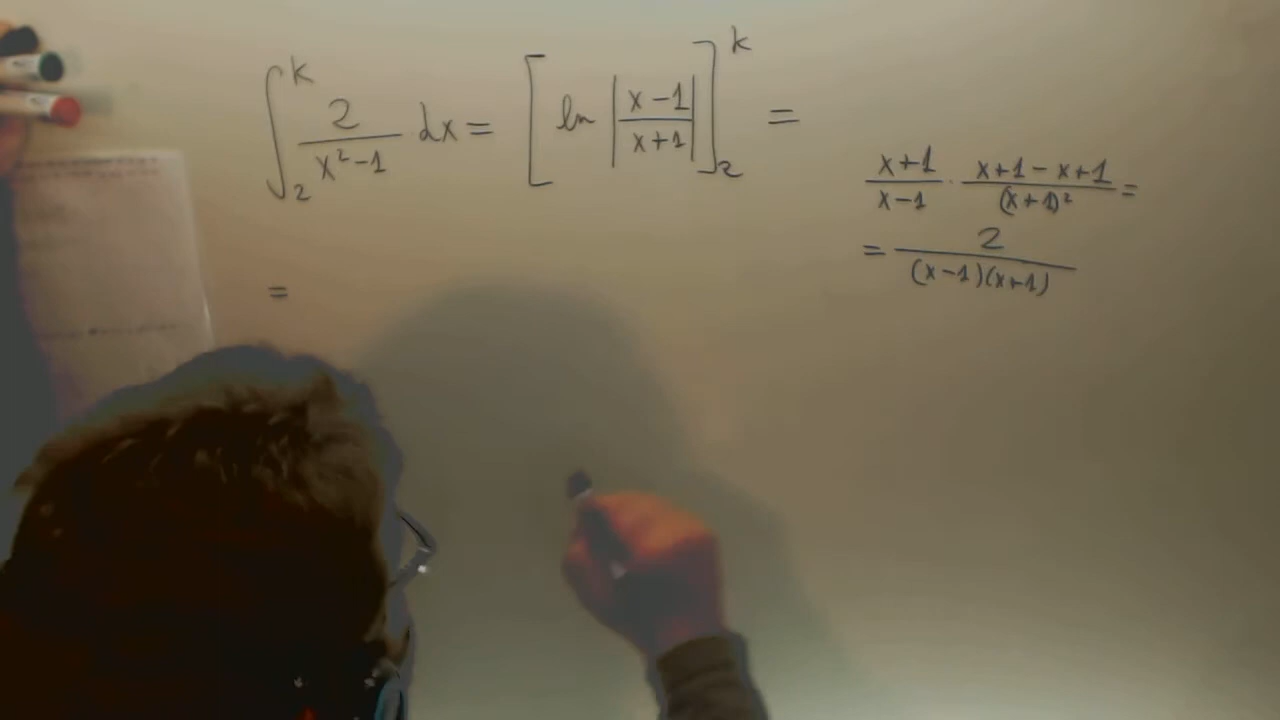 ∫₂ᵏ 2/(x²-1) dx = [ln |(x-1)/(x+1)|]₂ᵏ =
(x+1)/(x-1) · (x+1-x+1)/(x+1)² =
= 2/((x-1)(x+1))
=